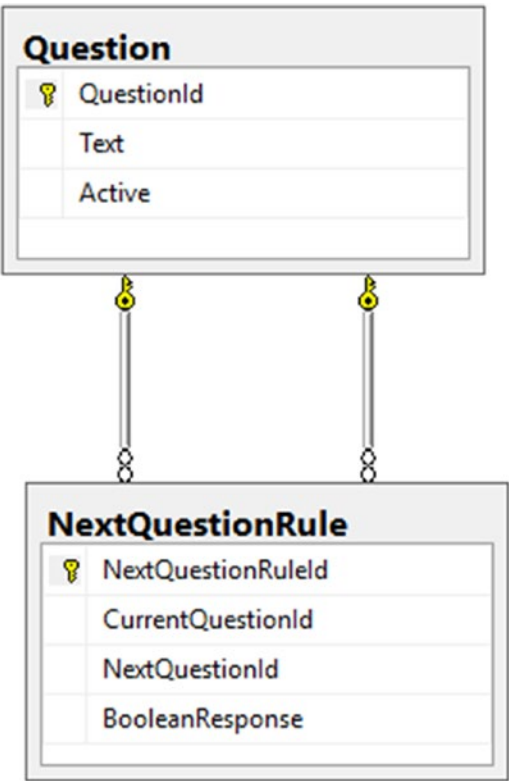 Question
QuestionId
Text
Active
NextQuestionRule
NextQuestionRuleId
CurrentQuestionId
NextQuestionId
BooleanResponse